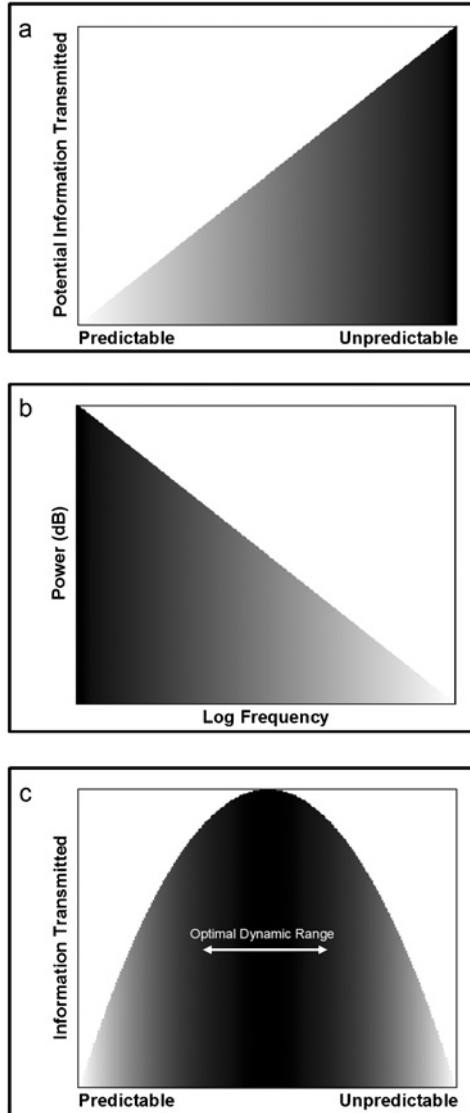 a
Potential Information Transmitted
Predictable Unpredictable
b
Power (dB)
Log Frequency
c
Information Transmitted
Optimal Dynamic Range
Predictable Unpredictable